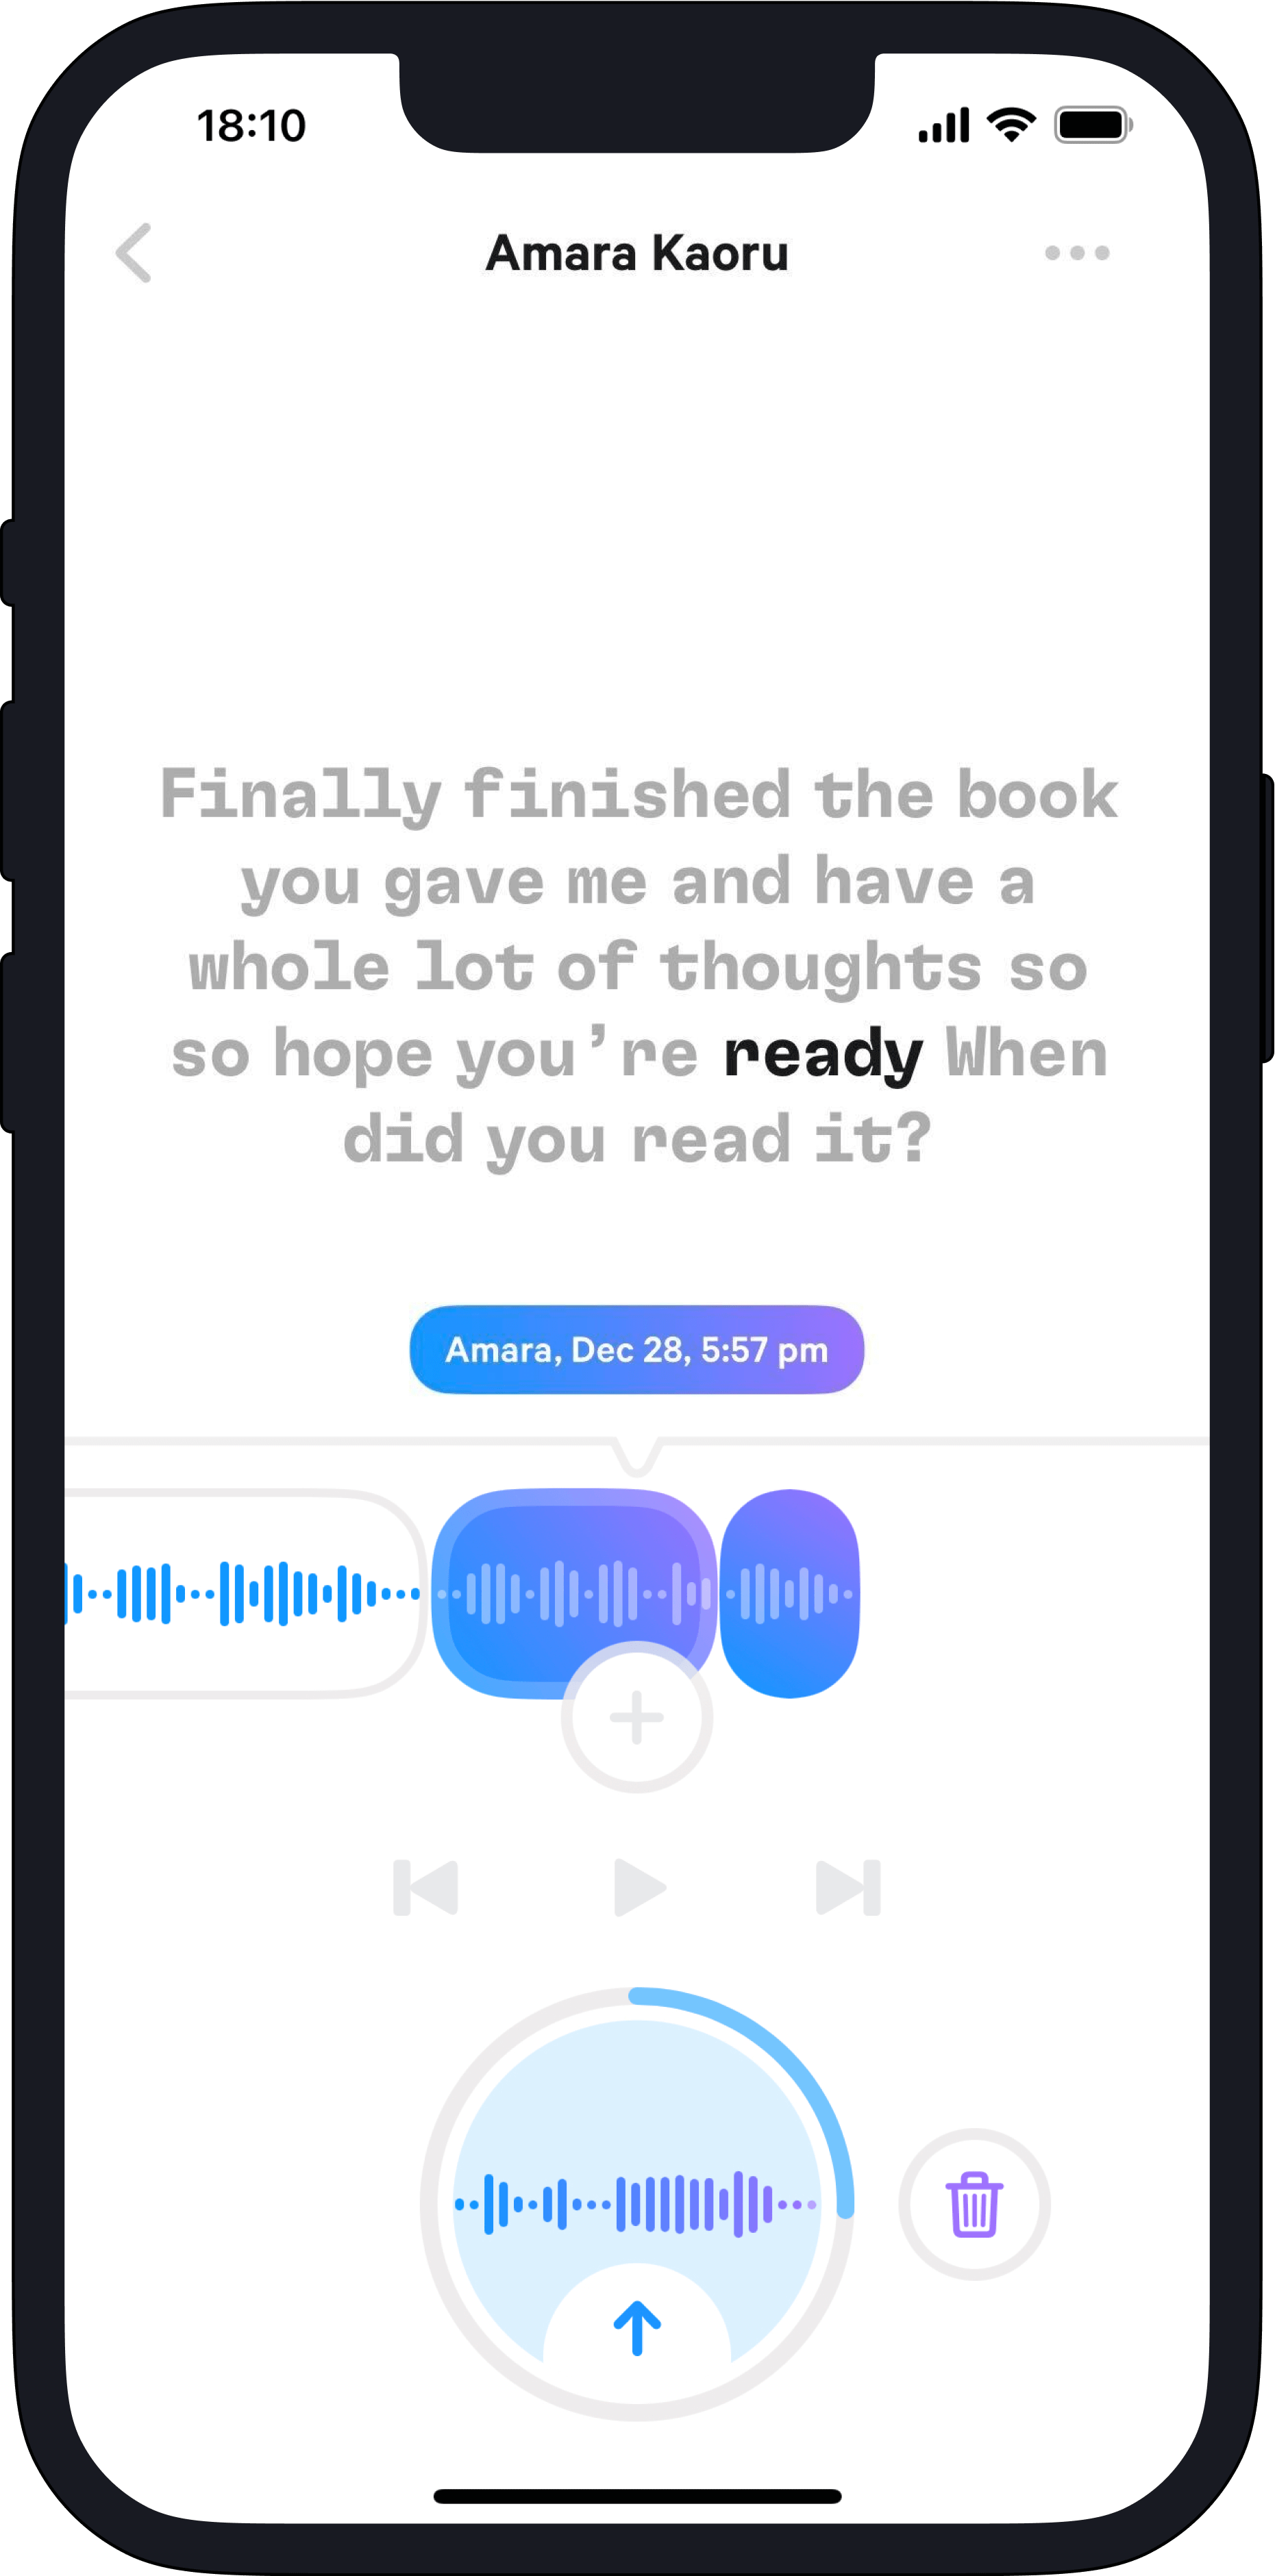 18:10
Amara Kaoru
Finally finished the book
you gave me and have a
whole lot of thoughts so
so hope you’re ready When
did you read it?
Amara, Dec 28, 5:57 pm